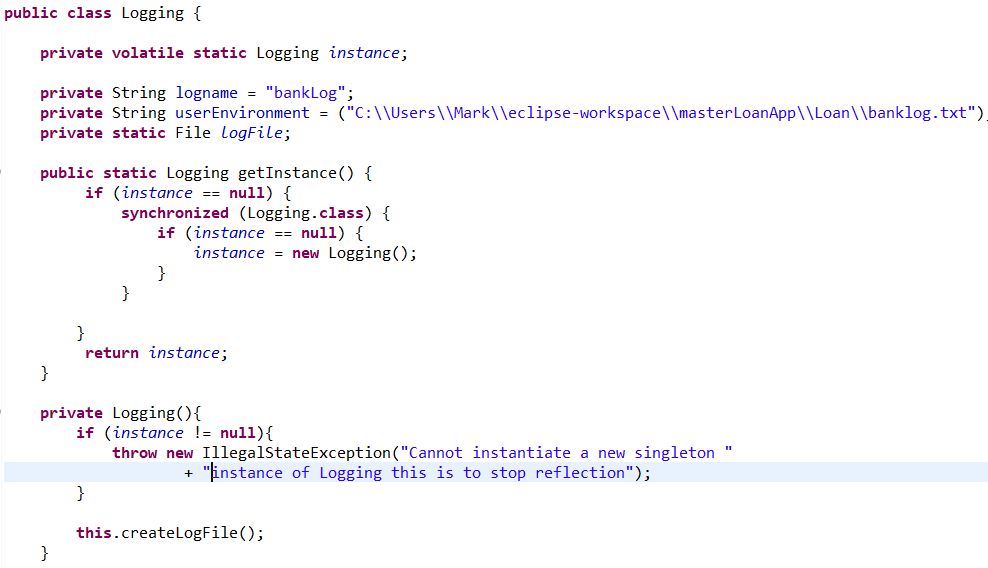 public class Logging {
private volatile static Logging instance;
private String logname = "bankLog";
private String userEnvironment = ("C:\\Users\\Mark\\eclipse-workspace\\masterLoanApp\\Loan\\banklog.txt");
private static File logFile;
public static Logging getInstance() {
if (instance == null) {
synchronized (Logging.class) {
if (instance == null) {
instance = new Logging();
}
}
}
return instance;
}
private Logging(){
if (instance != null){
throw new IllegalStateException("Cannot instantiate a new singleton "
+ "instance of Logging this is to stop reflection");
}
this.createLogFile();
}